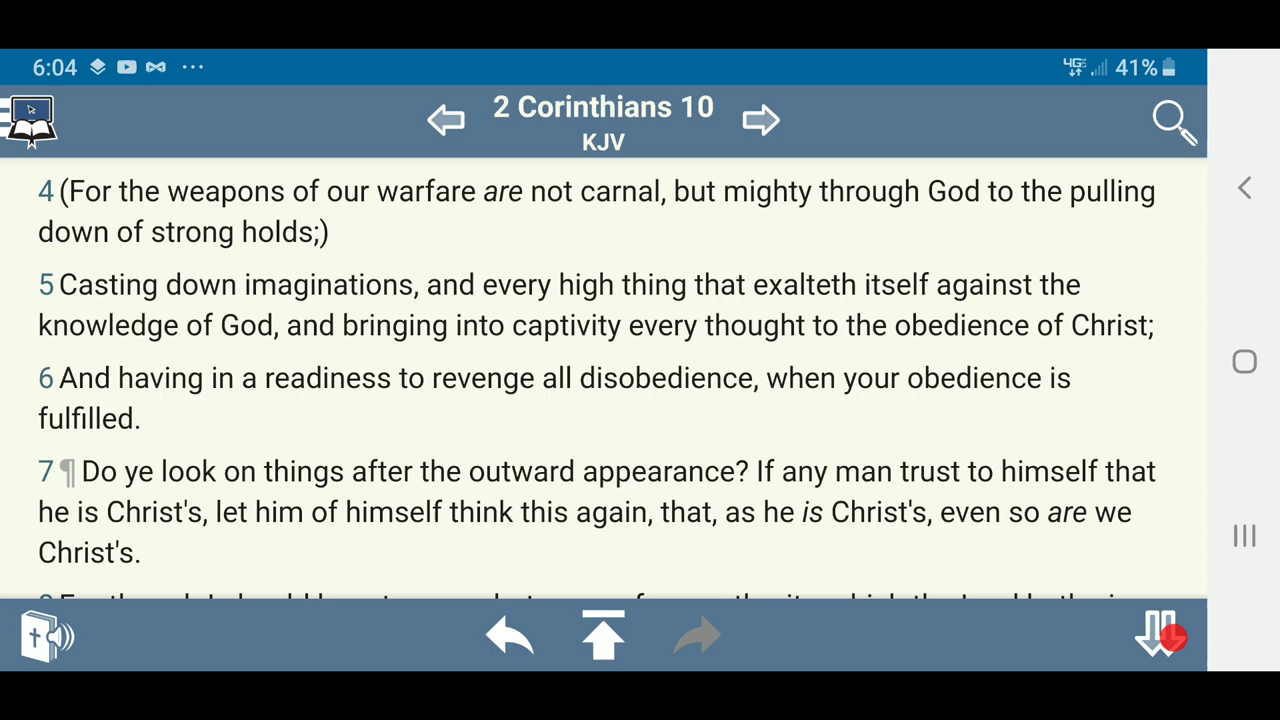 6:04 ... 4G 41%
2 Corinthians 10
KJV
4 (For the weapons of our warfare are not carnal, but mighty through God to the pulling
down of strong holds;)
5 Casting down imaginations, and every high thing that exalteth itself against the
knowledge of God, and bringing into captivity every thought to the obedience of Christ;
6 And having in a readiness to revenge all disobedience, when your obedience is
fulfilled.
7 ¶ Do ye look on things after the outward appearance? If any man trust to himself that
he is Christ's, let him of himself think this again, that, as he is Christ's, even so are we
Christ's.